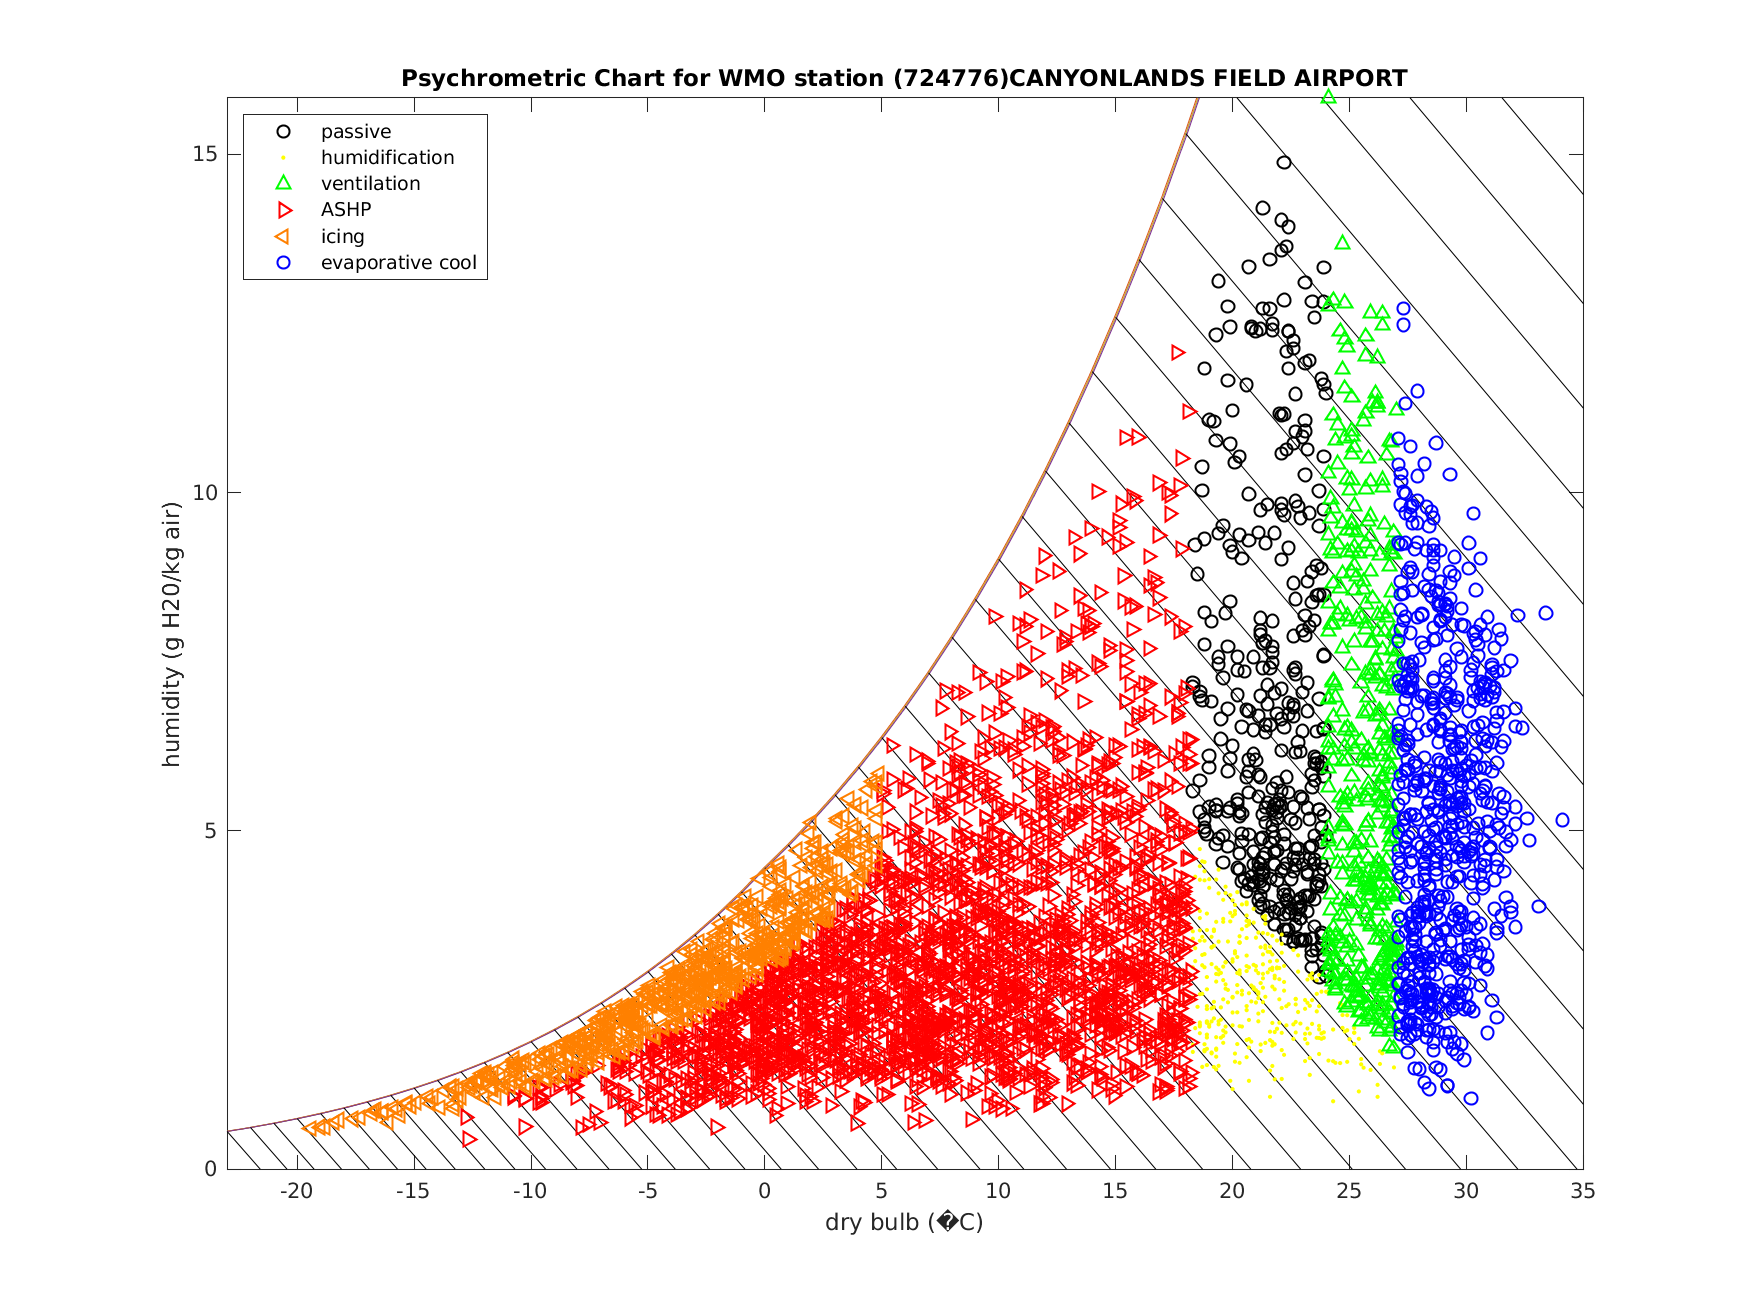 Psychrometric Chart for WMO station (724776)CANYONLANDS FIELD AIRPORT
passive
humidification
ventilation
ASHP
icing
evaporative cool
15
10
5
0
humidity (g H20/kg air)
-20 -15 -10 -5 0 5 10 15 20 25 30 35
dry bulb (�C)